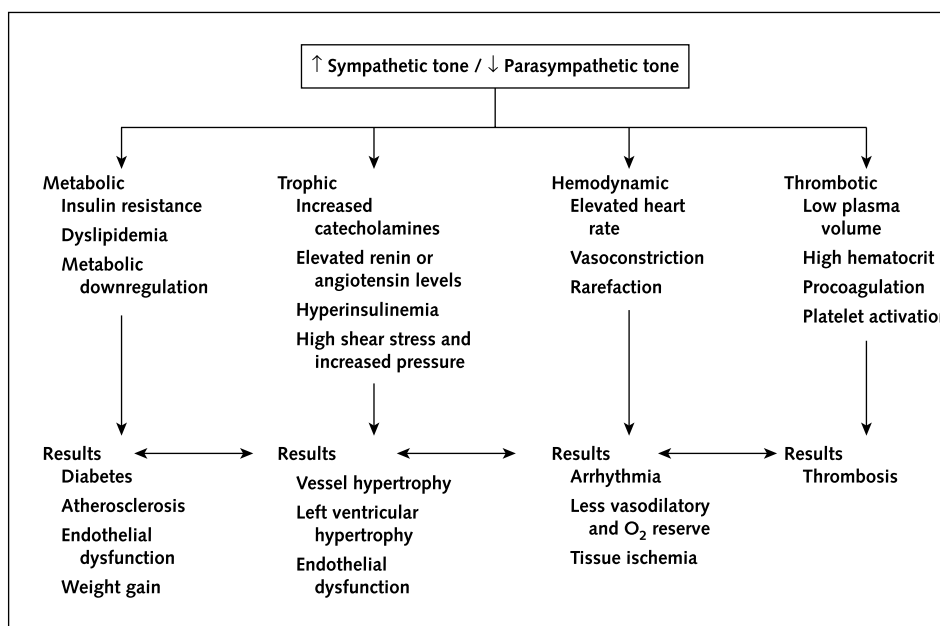 ↑ Sympathetic tone / ↓ Parasympathetic tone
Metabolic
Insulin resistance
Dyslipidemia
Metabolic
downregulation
Trophic
Increased
catecholamines
Elevated renin or
angiotensin levels
Hyperinsulinemia
High shear stress and
increased pressure
Hemodynamic
Elevated heart
rate
Vasoconstriction
Rarefaction
Thrombotic
Low plasma
volume
High hematocrit
Procoagulation
Platelet activation
Results
Diabetes
Atherosclerosis
Endothelial
dysfunction
Weight gain
Results
Vessel hypertrophy
Left ventricular
hypertrophy
Endothelial
dysfunction
Results
Arrhythmia
Less vasodilatory
and O₂ reserve
Tissue ischemia
Results
Thrombosis